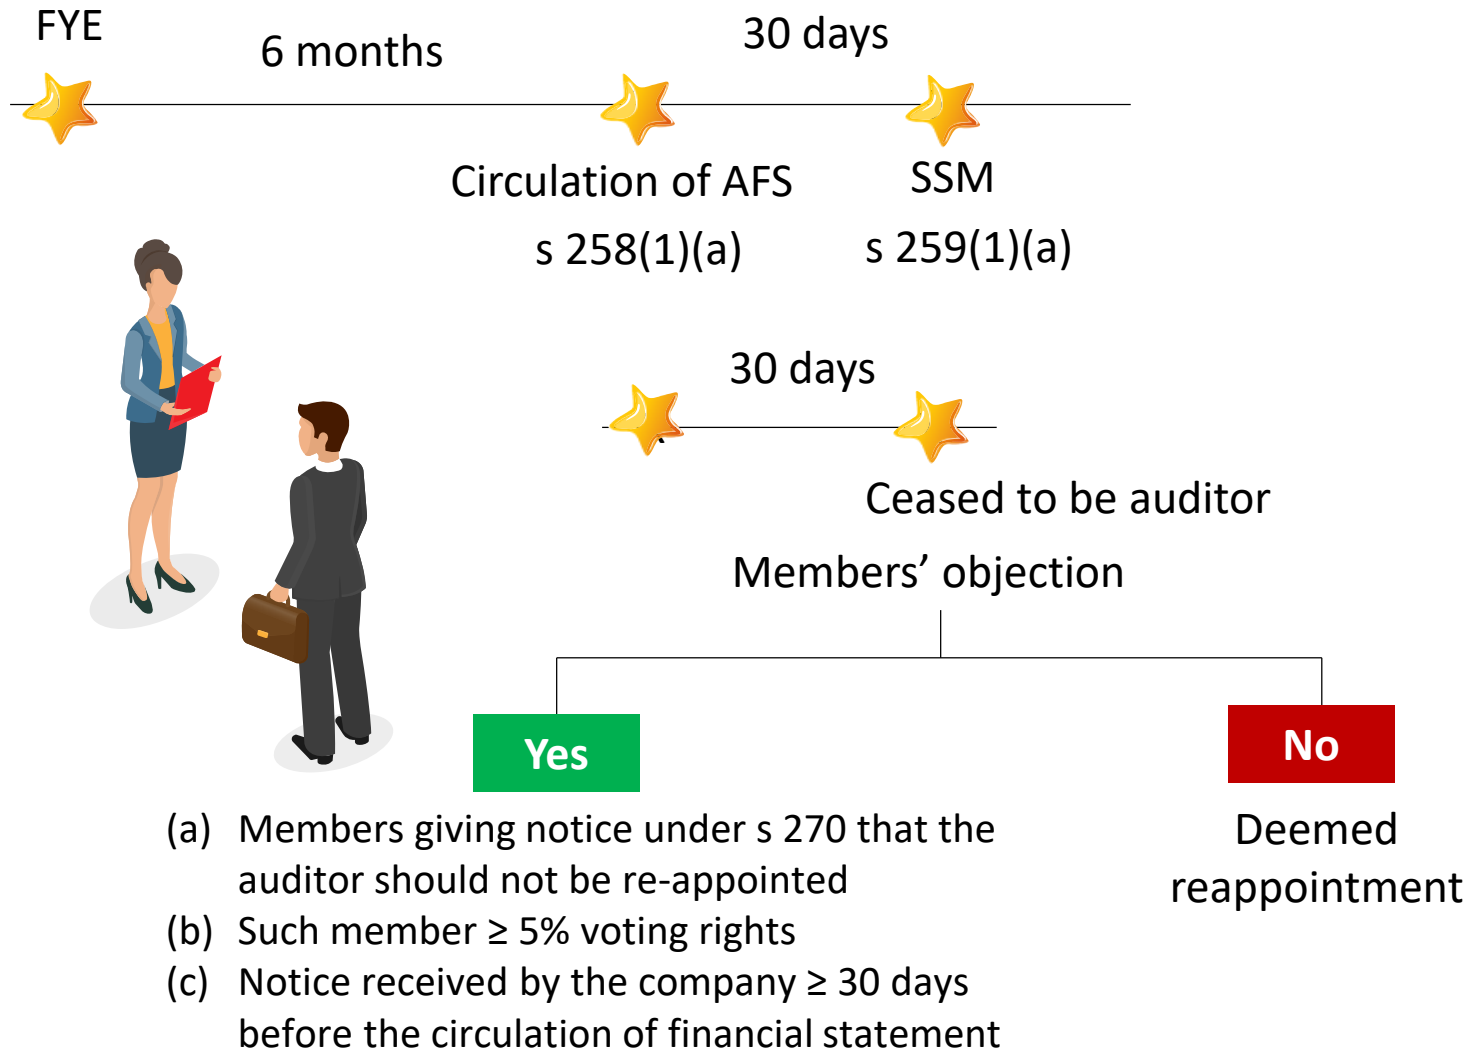 FYE
6 months
30 days
Circulation of AFS
s 258(1)(a)
SSM
s 259(1)(a)
30 days
Ceased to be auditor
Members’ objection
Yes
No
(a) Members giving notice under s 270 that the
auditor should not be re-appointed
(b) Such member ≥ 5% voting rights
(c) Notice received by the company ≥ 30 days
before the circulation of financial statement
Deemed
reappointment